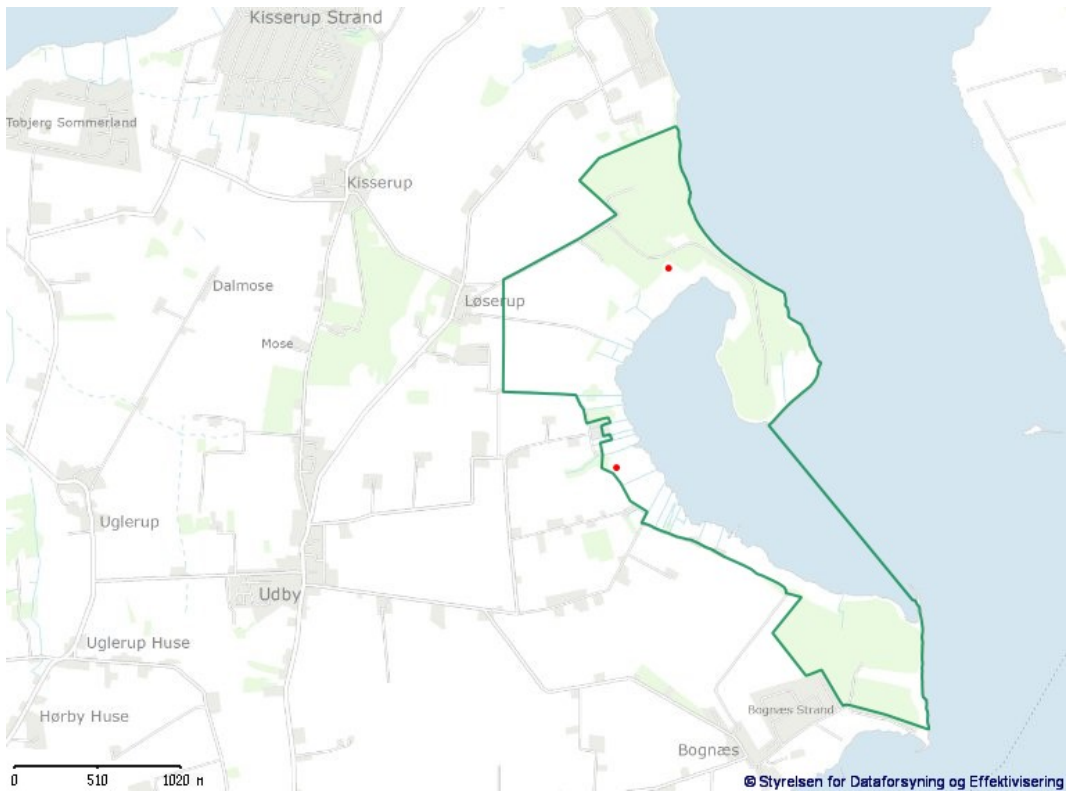 Kisserup Strand
Tobjerg Sommerland
Kisserup
Dalmose
Løserup
Mose
Uglerup
Udby
Uglerup Huse
Hørby Huse
Bognæs Strand
Bognæs
0 510 1020 M
© Styrelsen for Dataforsyning og Effektivisering